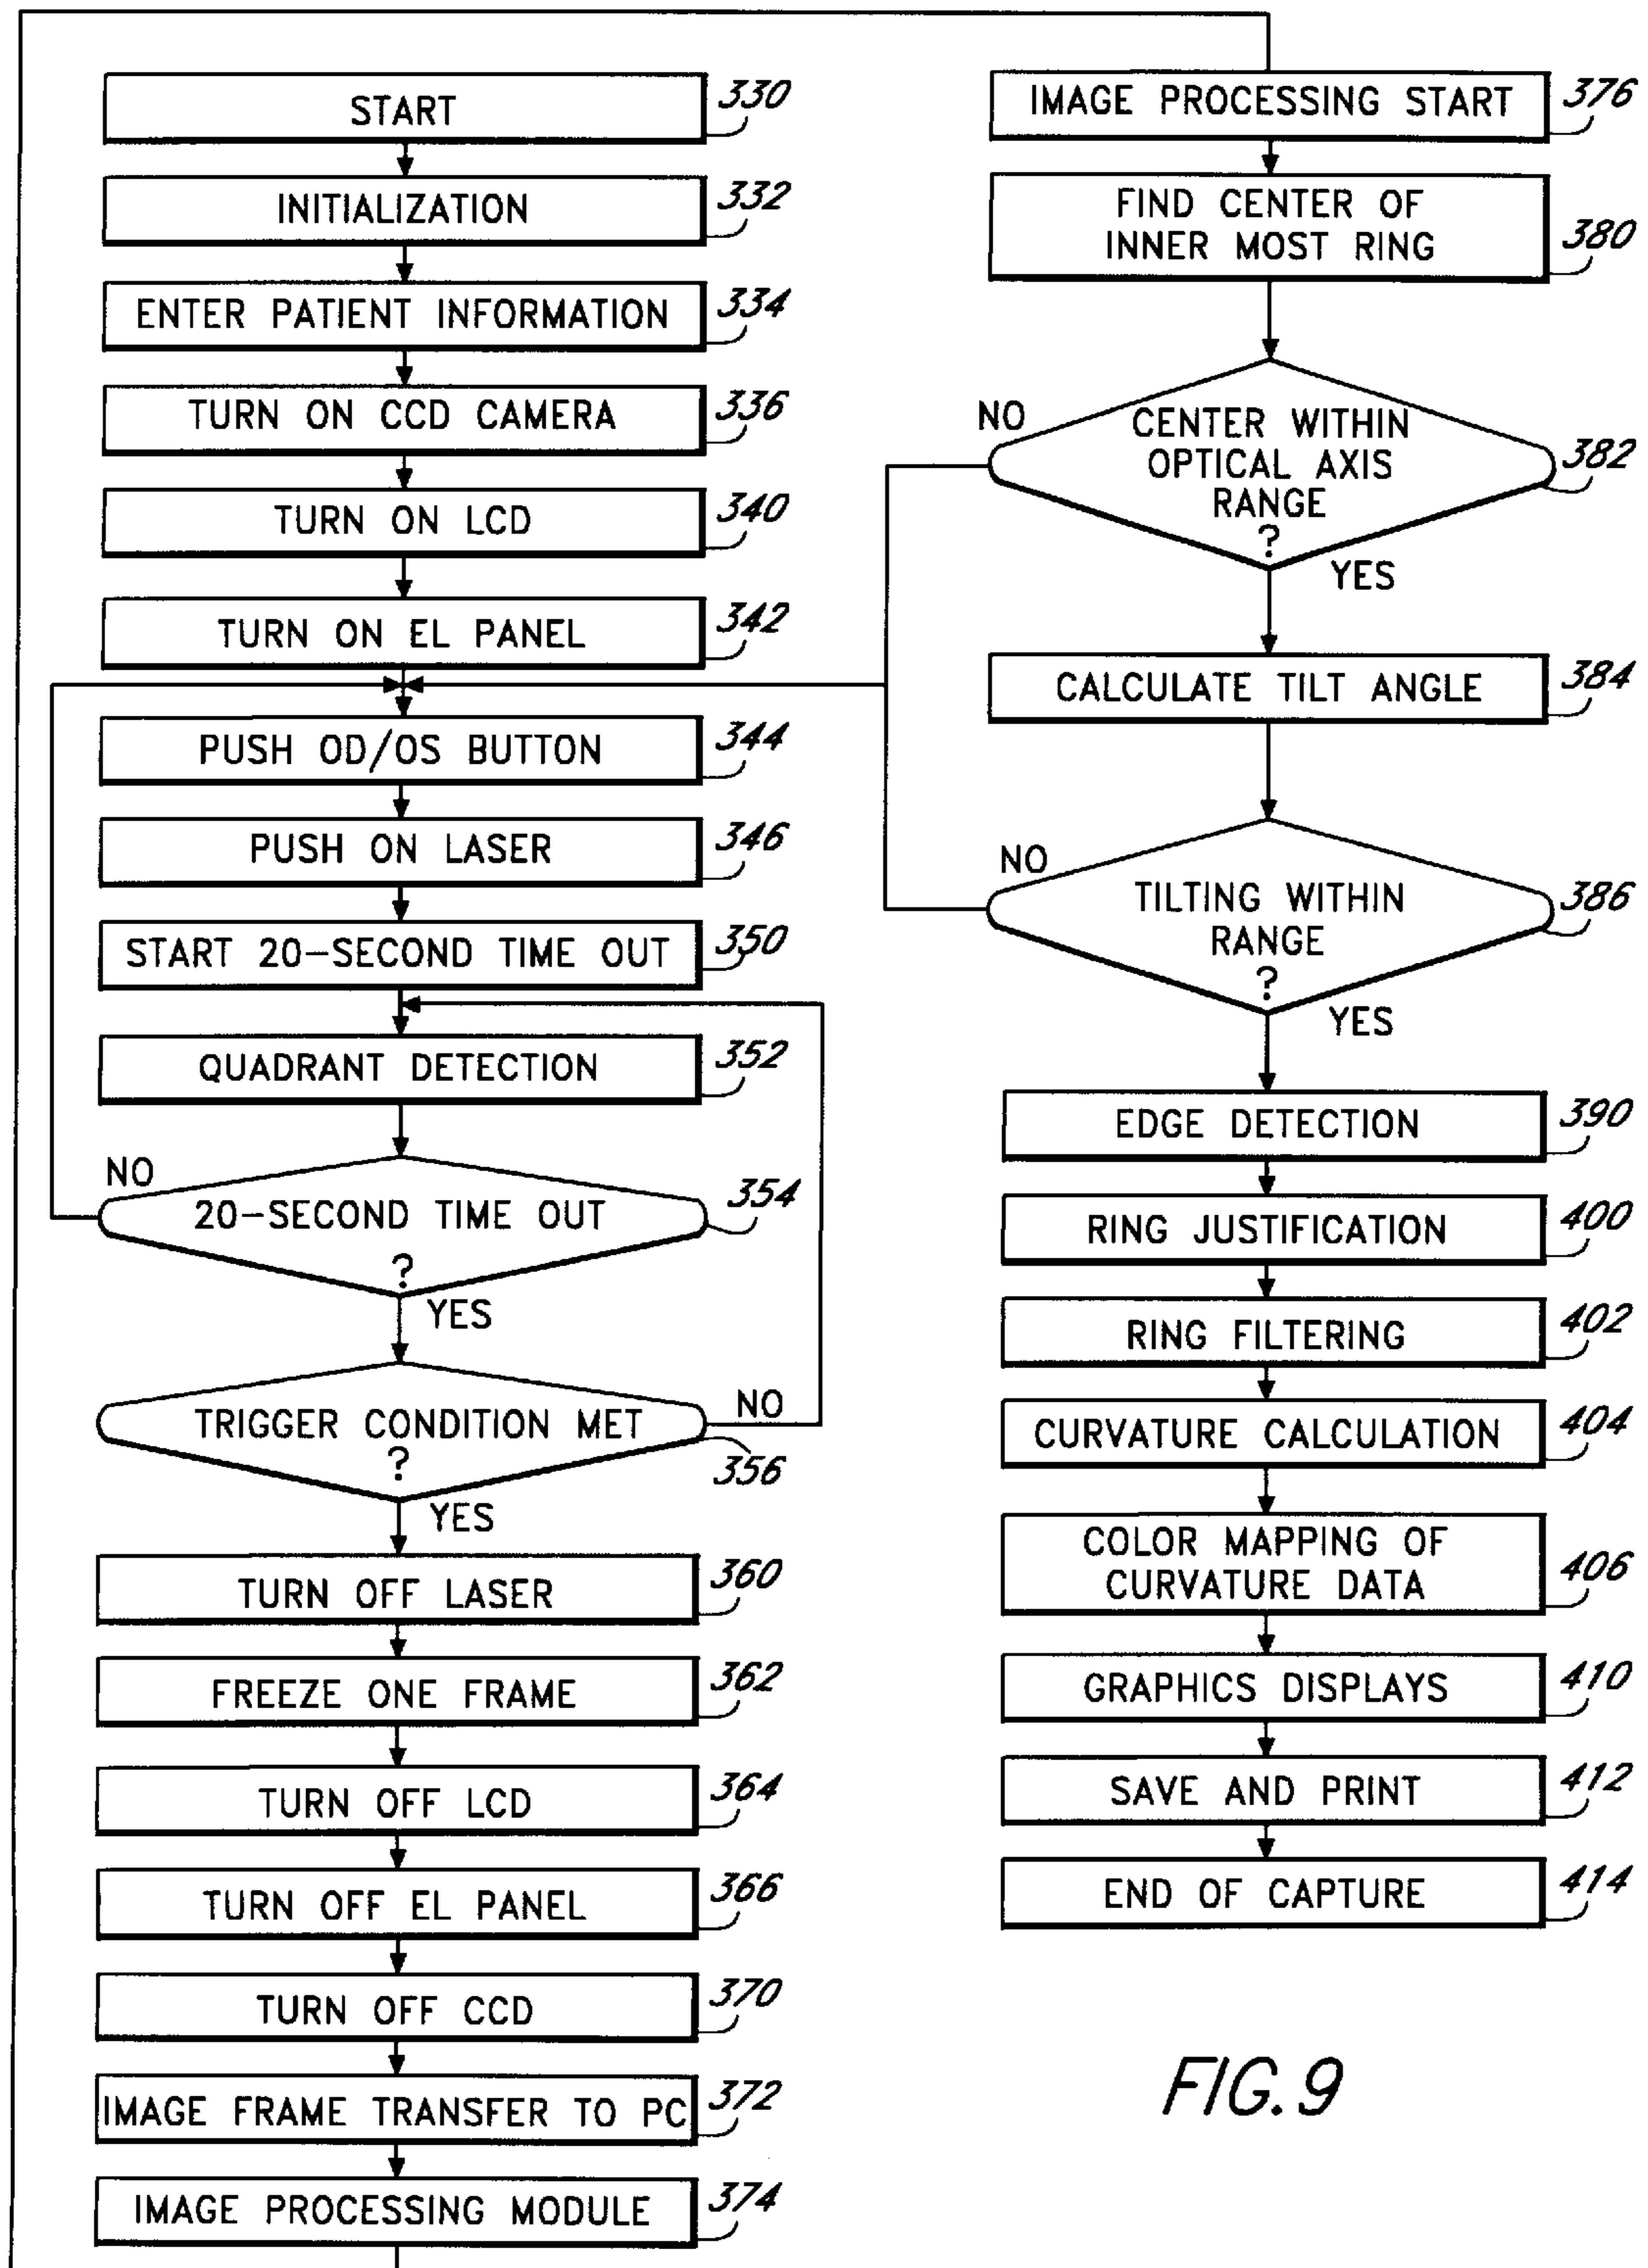 START 330
INITIALIZATION 332
ENTER PATIENT INFORMATION 334
TURN ON CCD CAMERA 336
TURN ON LCD 340
TURN ON EL PANEL 342
PUSH OD/OS BUTTON 344
PUSH ON LASER 346
START 20-SECOND TIME OUT 350
QUADRANT DETECTION 352
NO
20-SECOND TIME OUT 354
?
YES
TRIGGER CONDITION MET NO
? 356
YES
TURN OFF LASER 360
FREEZE ONE FRAME 362
TURN OFF LCD 364
TURN OFF EL PANEL 366
TURN OFF CCD 370
IMAGE FRAME TRANSFER TO PC 372
IMAGE PROCESSING MODULE 374
IMAGE PROCESSING START 376
FIND CENTER OF
INNER MOST RING 380
NO
CENTER WITHIN
OPTICAL AXIS 382
RANGE
?
YES
CALCULATE TILT ANGLE 384
NO
TILTING WITHIN 386
RANGE
?
YES
EDGE DETECTION 390
RING JUSTIFICATION 400
RING FILTERING 402
CURVATURE CALCULATION 404
COLOR MAPPING OF
CURVATURE DATA 406
GRAPHICS DISPLAYS 410
SAVE AND PRINT 412
END OF CAPTURE 414
FIG. 9